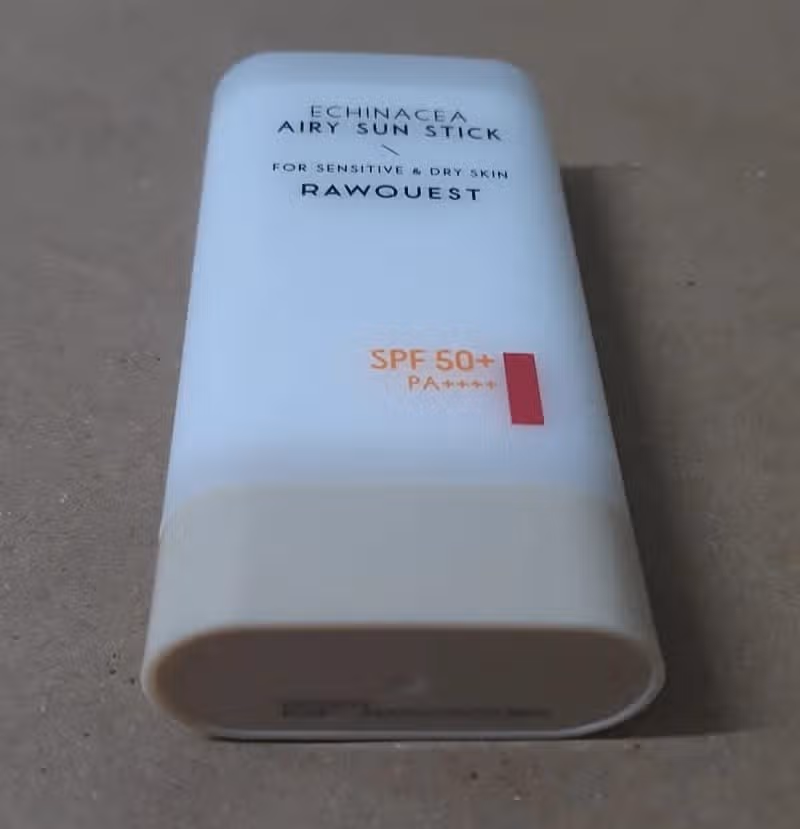 ECHINACEA
AIRY SUN STICK
FOR SENSITIVE & DRY SKIN
RAWQUEST
SPF 50+
PA++++